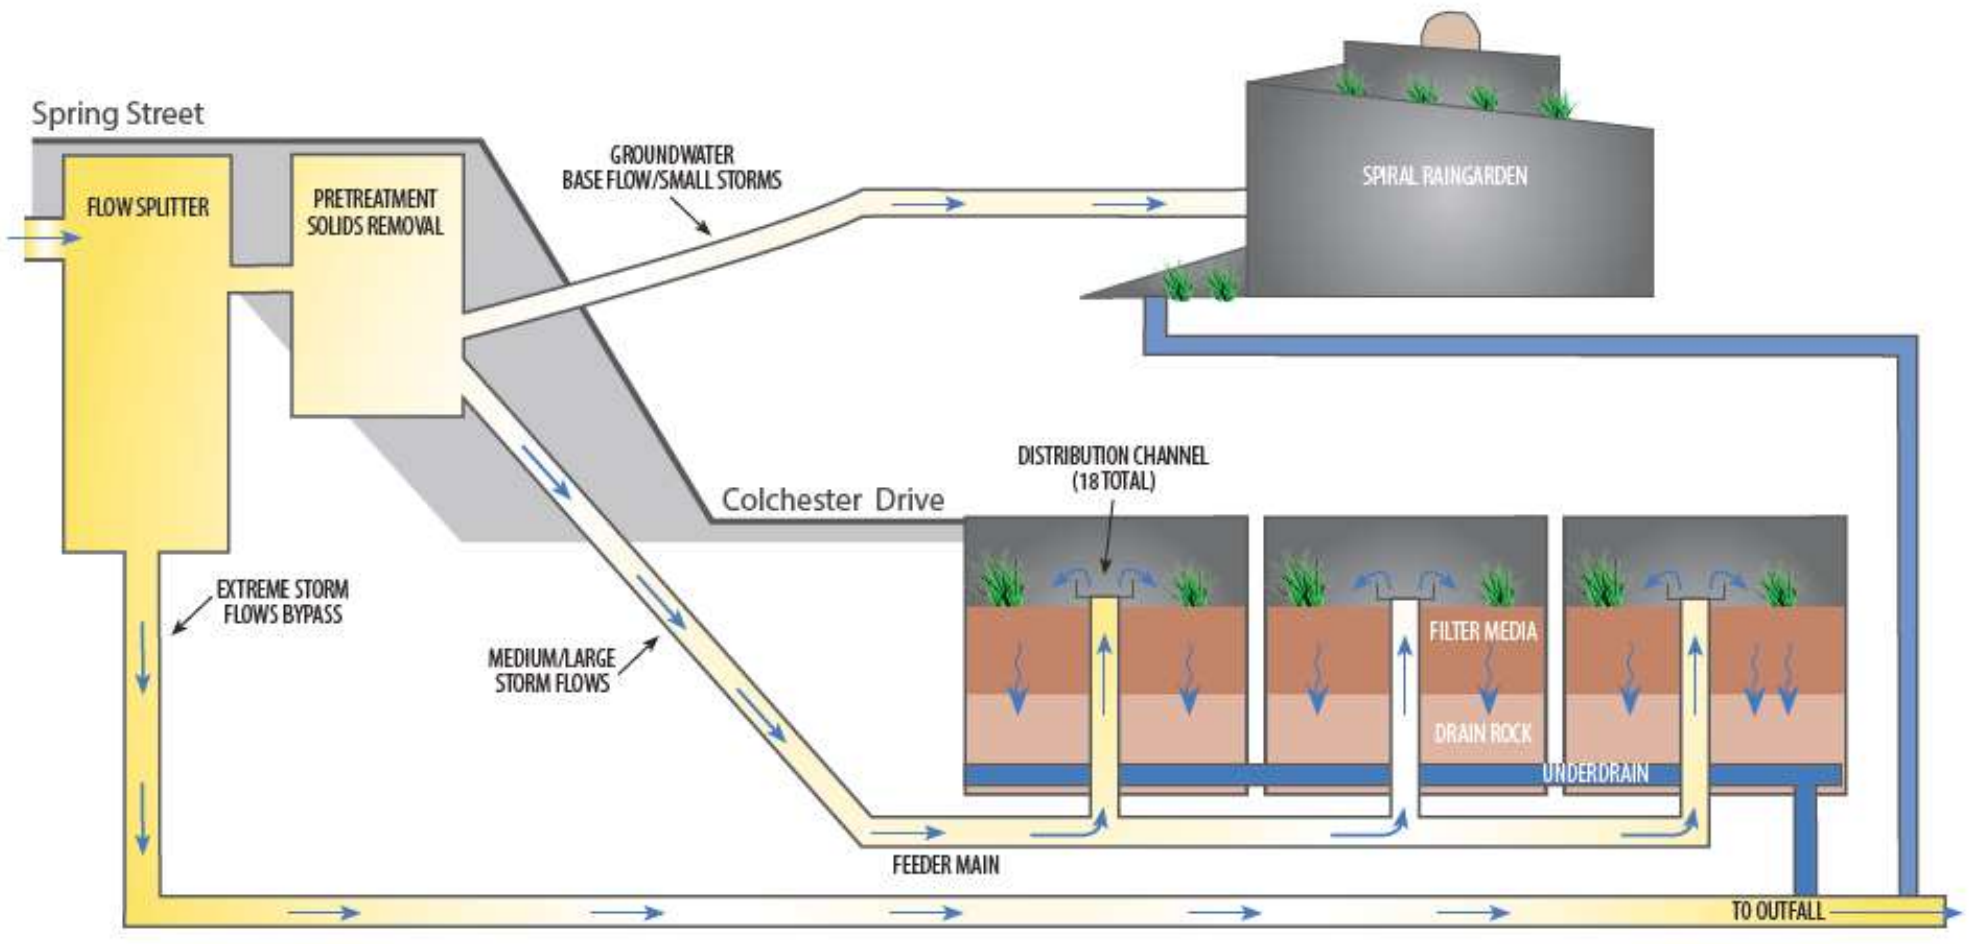 Spring Street
FLOW SPLITTER
PRETREATMENT
SOLIDS REMOVAL
GROUNDWATER
BASE FLOW/SMALL STORMS
SPIRAL RAINGARDEN
DISTRIBUTION CHANNEL
(18 TOTAL)
Colchester Drive
EXTREME STORM
FLOWS BYPASS
MEDIUM/LARGE
STORM FLOWS
FILTER MEDIA
DRAIN ROCK
UNDERDRAIN
FEEDER MAIN
TO OUTFALL